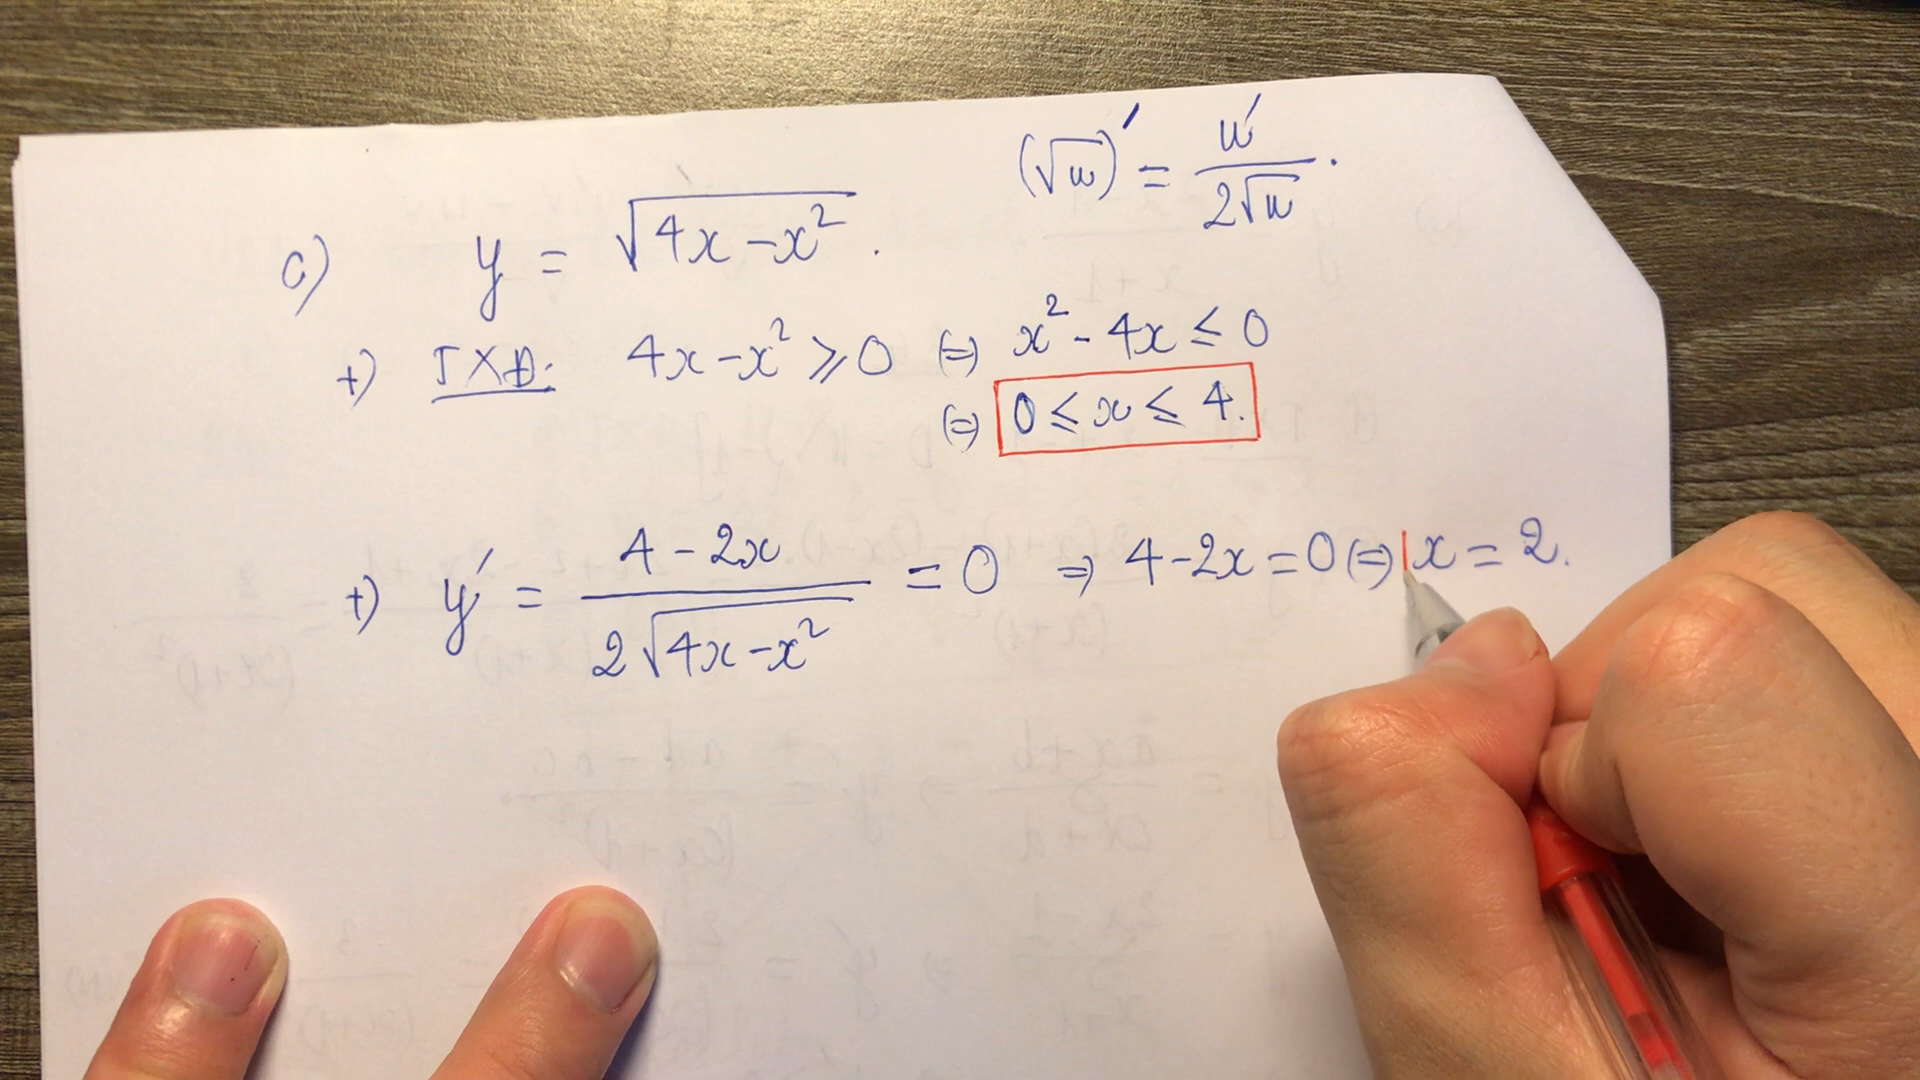 (√u)' = u' / 2√u .
c) y = √(4x - x²) .
+) TXĐ: 4x - x² ≥ 0 (=) x² - 4x ≤ 0
(=) 0 ≤ x ≤ 4.
+) y' = (4 - 2x) / (2√(4x - x²)) = 0 => 4 - 2x = 0 (=) x = 2.